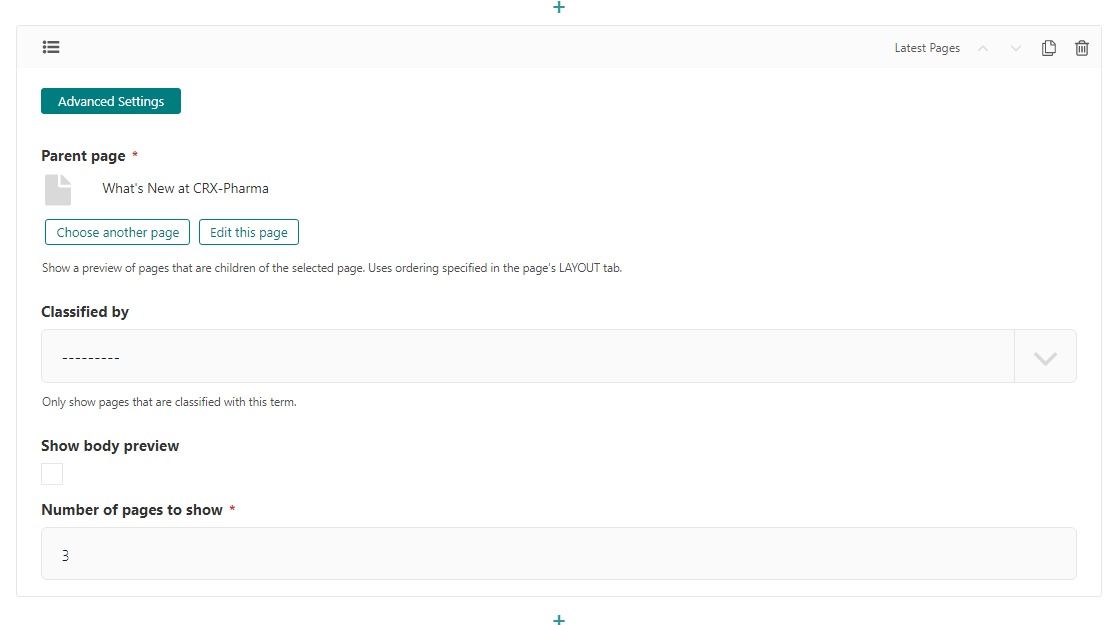 +
Latest Pages
Advanced Settings
Parent page *
What's New at CRX-Pharma
Choose another page
Edit this page
Show a preview of pages that are children of the selected page. Uses ordering specified in the page's LAYOUT tab.
Classified by
---------
Only show pages that are classified with this term.
Show body preview
Number of pages to show *
3
+